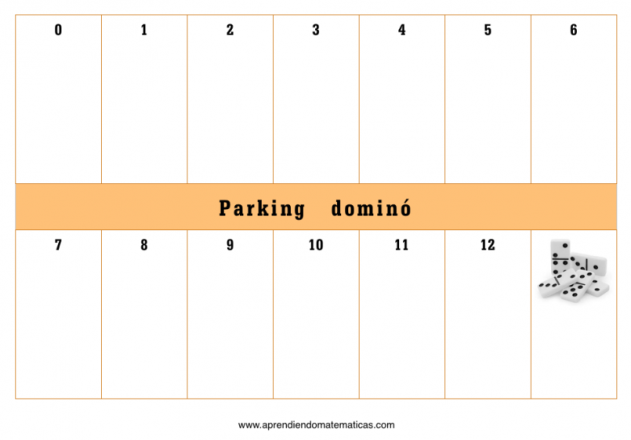 0 1 2 3 4 5 6
Parking dominó
7 8 9 10 11 12
www.aprendiendomatematicas.com